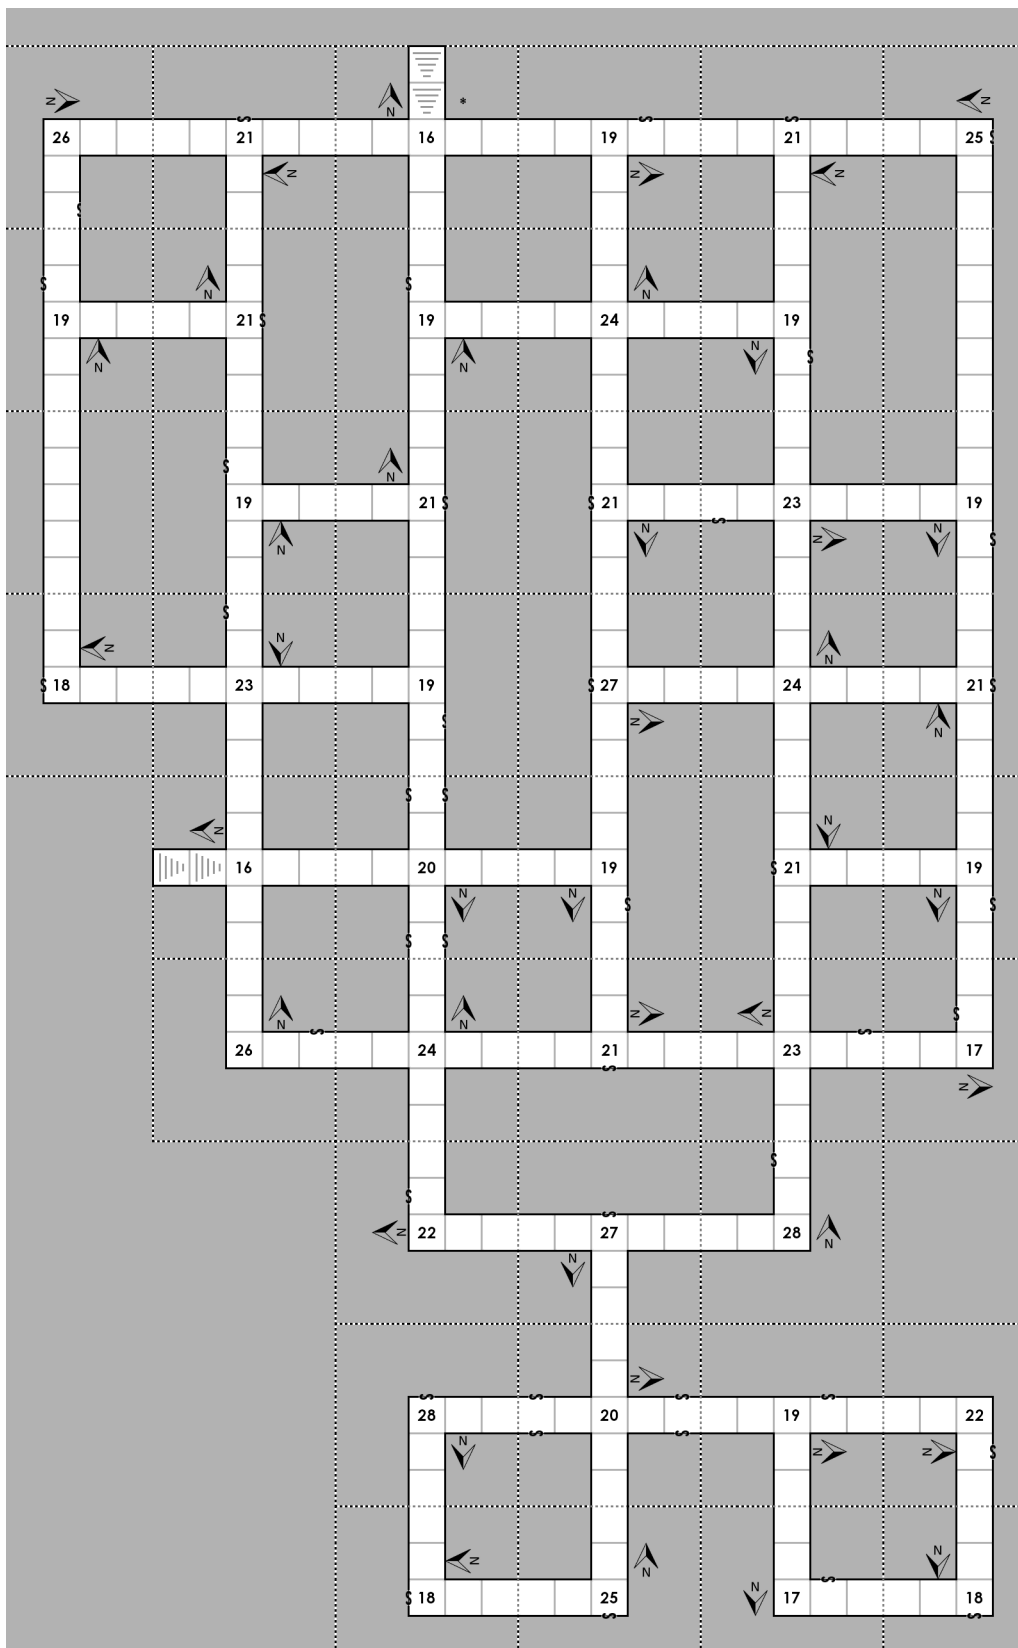 N N N
*
26 S 21 16 19 S 21 S 25 S
N N N
S
S S
N N
19 21 S 19 24 19
N N N S
S N
19 21 S S 21 S 23 19
N N N N S
S
N N N
S 18 23 19 S 27 24 21 S
S N N
S S
N N
16 20 19 S 21 19
N N S N S
S S
N N N N S
S S
26 24 21 23 17
S N
S
S
S
N 22 27 28 N
N
N
S S S S
28 20 19 22
S S
N N N S
N N N
S
S 18 25 N 17 18
S S